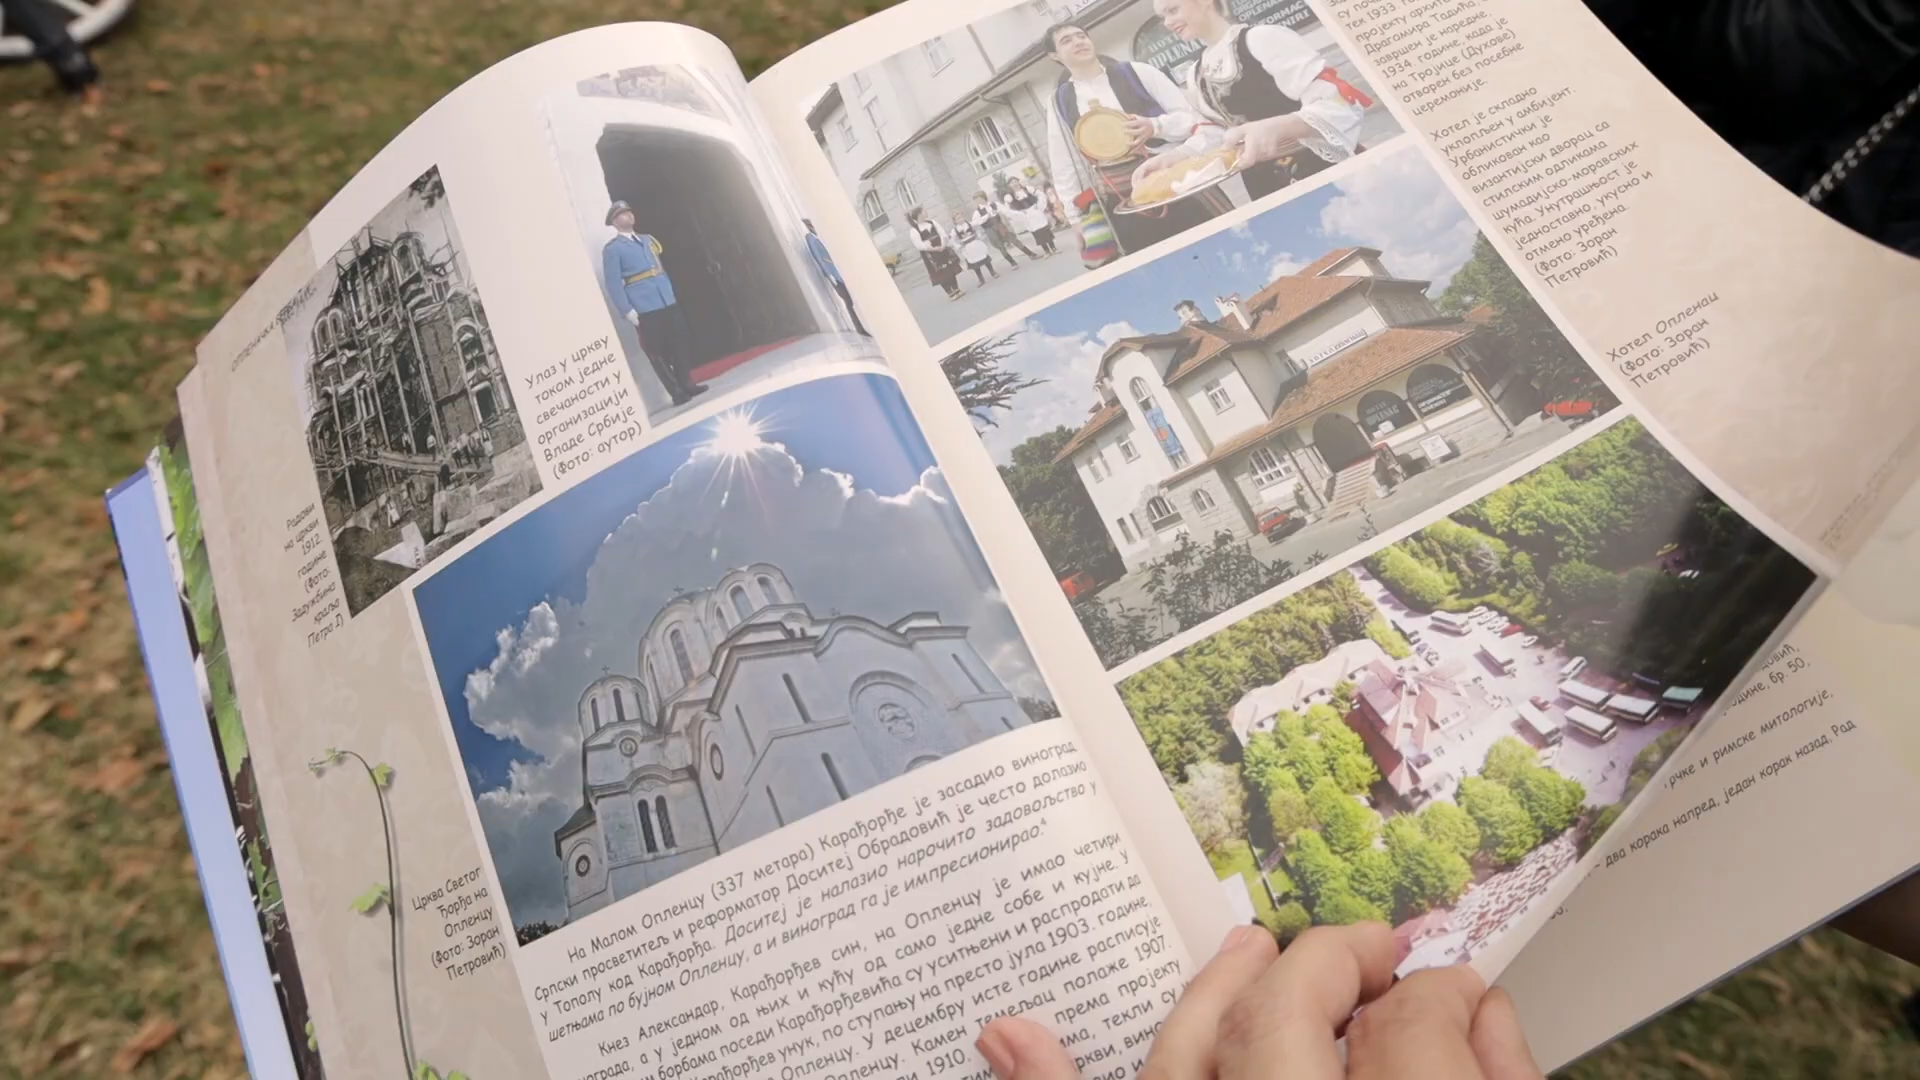 ОПЛЕНАЧКА
Радови
на цркви
1912.
године
(Фото:
Задужбина
краља
Петра I)
Улаз у цркву
током једне
свечаности у
организацији
Владе Србије
(Фото: аутор)
Црква Светог
Ђорђа на
Опленцу
(Фото: Зоран
Петровић)
На Малом Опленцу (337 метара) Карађорђе је засадио виноград
Српски просветитељ и реформатор Доситеј Обрадовић је често долазио
у Тополу код Карађорђа. Доситеј је налазио нарочито задовољство у
шетњама по бујном Опленцу, а и виноград га је импресионирао.⁴
Кнез Александар, Карађорђев син, на Опленцу је имао четири
а у једном од њих и кућу од само једне собе и кујне. У
борбама поседи Карађорђевића су уситњени и распродати да
унук, по ступању на престо јула 1903. године,
Опленцу. У децембру исте године расписује
Опленцу. Камен темељац полаже 1907.
1910. према пројекту
текли су
тек 1933.
пројекту
Драгомира Тадића,
завршен је наредне,
1934. године, када је
на Тројице (Духове)
отворен без посебне
церемоније.
Хотел је складно
уклопљен у амбијент.
Урбанистички је
обликован као
византијски дворац са
стилским одликама
шумадијско-моравских
кућа. Унутрашњост је
једноставно, укусно и
отмено уређена.
(Фото: Зоран
Петровић)
Хотел Опленац
(Фото: Зоран
Петровић)
бр. 50,
и римске митологије,
– два корака напред, један корак назад, Рад